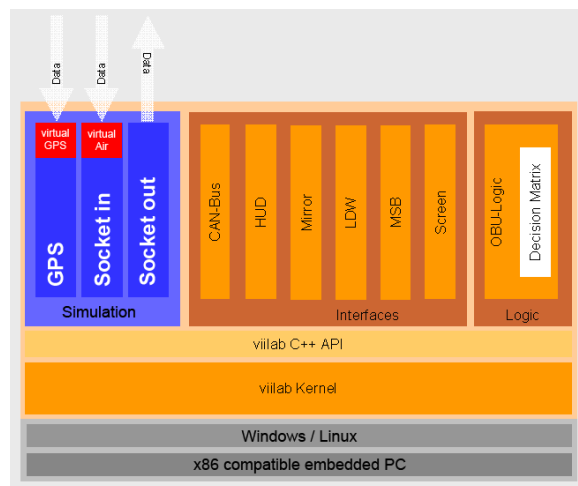 Data
Data
Data
virtual
GPS
virtual
Air
GPS
Socket in
Socket out
Simulation
CAN-Bus
HUD
Mirror
LDW
MSB
Screen
Interfaces
OBU-Logic
Decision Matrix
Logic
viilab C++ API
viilab Kernel
Windows / Linux
x86 compatible embedded PC